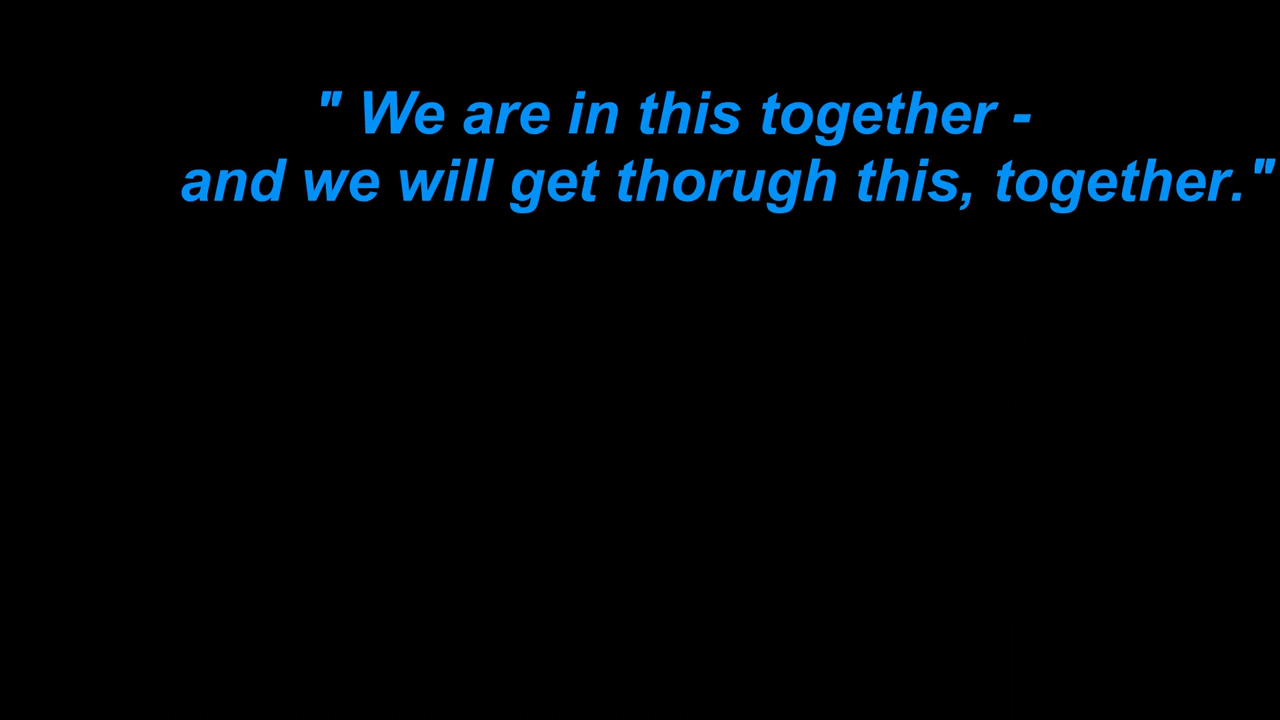 " We are in this together -
and we will get thorugh this, together."